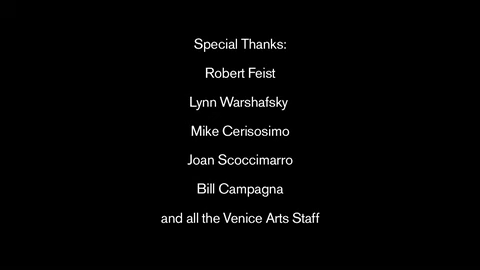 Special Thanks:
Robert Feist
Lynn Warshafsky
Mike Cerisosimo
Joan Scoccimarro
Bill Campagna
and all the Venice Arts Staff